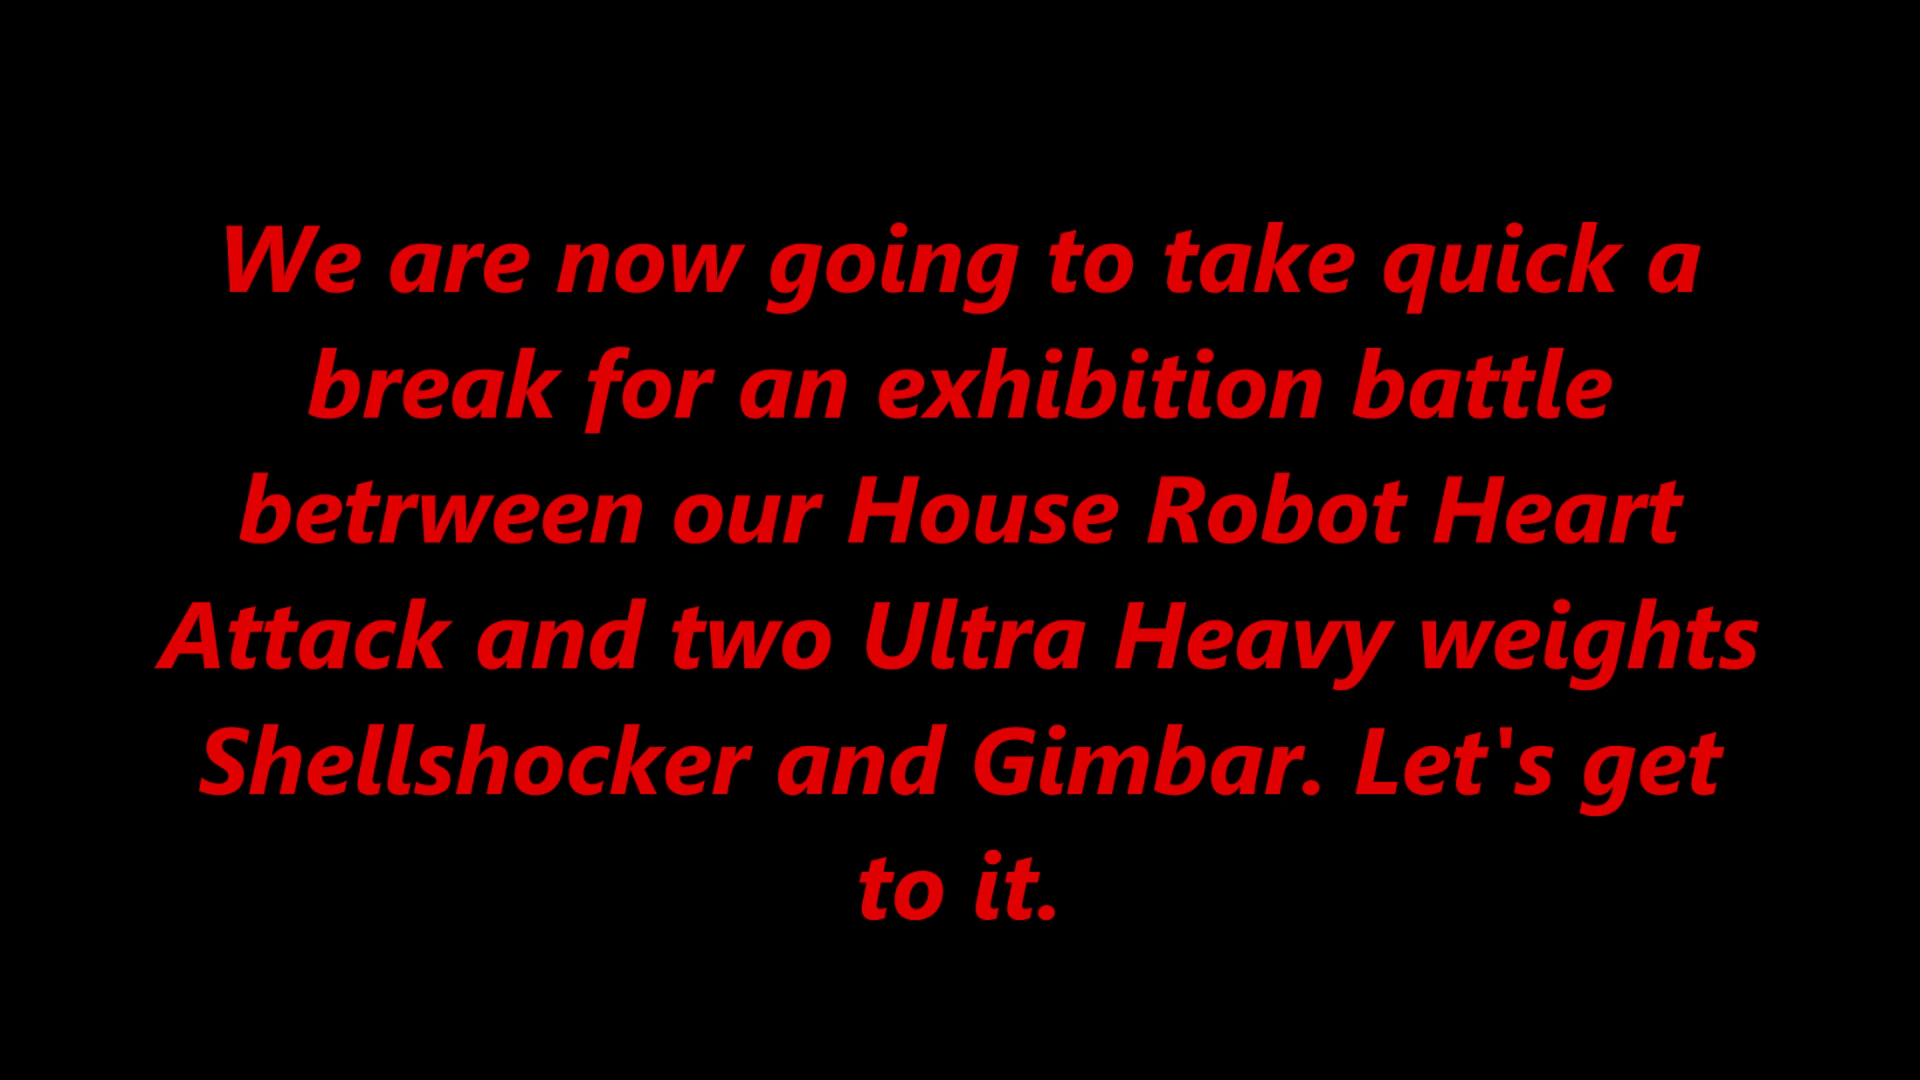 We are now going to take quick a
break for an exhibition battle
betrween our House Robot Heart
Attack and two Ultra Heavy weights
Shellshocker and Gimbar. Let's get
to it.